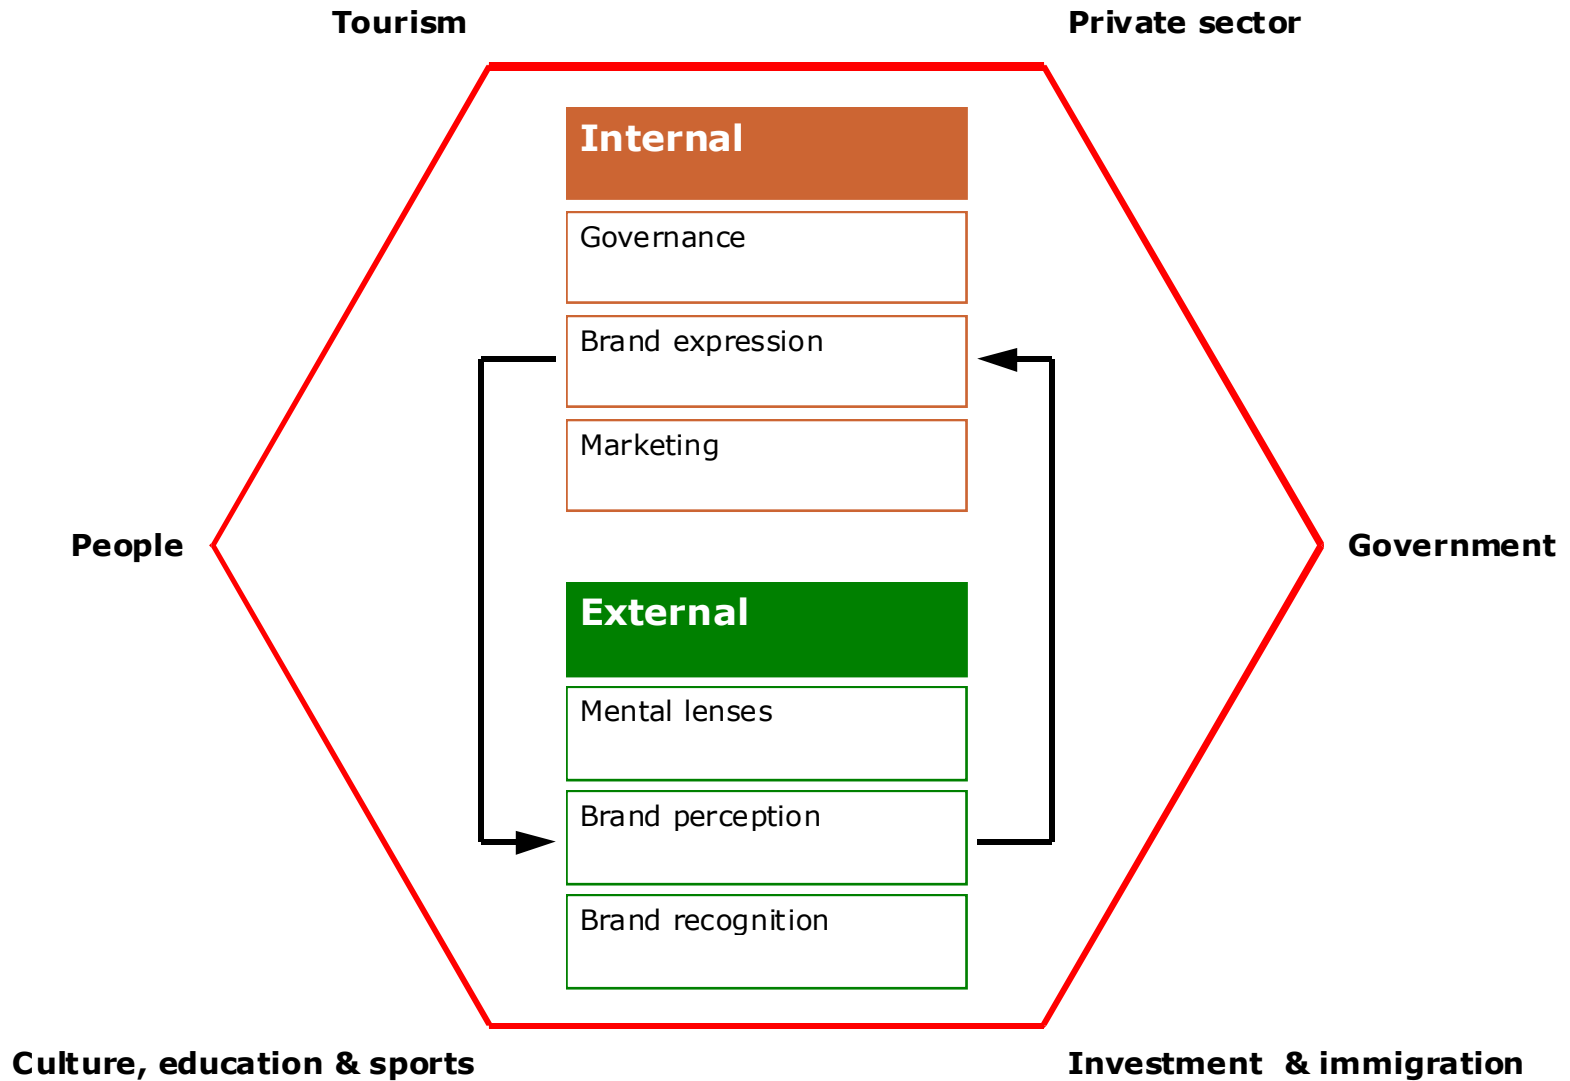 Tourism
Private sector
Internal
Governance
Brand expression
Marketing
People
Government
External
Mental lenses
Brand perception
Brand recognition
Culture, education & sports
Investment & immigration